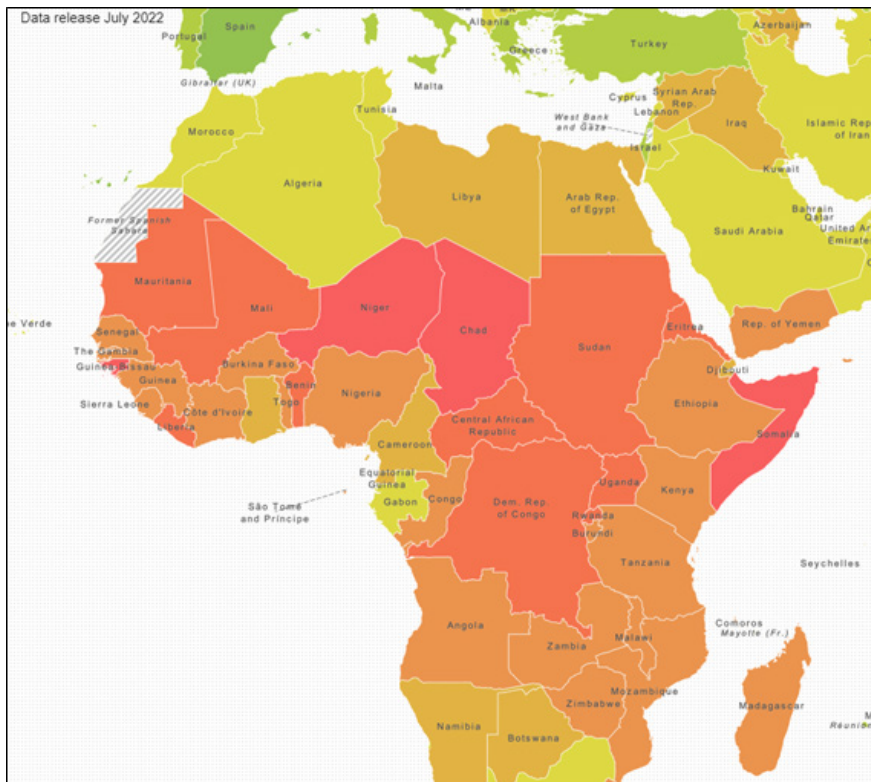 Data release July 2022
Spain
Portugal
Albania
Azerbaijan
Greece
Turkey
Gibraltar (UK)
Malta
Cyprus
Syrian Arab
Rep.
Lebanon
Tunisia
West Bank
and Gaza
Iraq
Islamic Rep
of Iran
Morocco
Israel
Kuwait
Algeria
Libya
Arab Rep.
of Egypt
Bahrain
Qatar
Former Spanish
Sahara
Saudi Arabia
United Ar
Emirate
Mauritania
Mali
Niger
Chad
Sudan
Eritrea
Rep. of Yemen
pe Verde
Senegal
The Gambia
Guinea-Bissau
Burkina Faso
Djibouti
Guinea
Benin
Nigeria
Ethiopia
Sierra Leone
Côte d'Ivoire
Togo
Liberia
Central African
Republic
Somalia
Cameroon
Equatorial
Guinea
Uganda
Kenya
Gabon
Congo
Dem. Rep.
of Congo
São Tomé
and Príncipe
Rwanda
Burundi
Tanzania
Seychelles
Angola
Comoros
Mayotte (Fr.)
Malawi
Zambia
Mozambique
Zimbabwe
Madagascar
M
Réunion
Namibia
Botswana